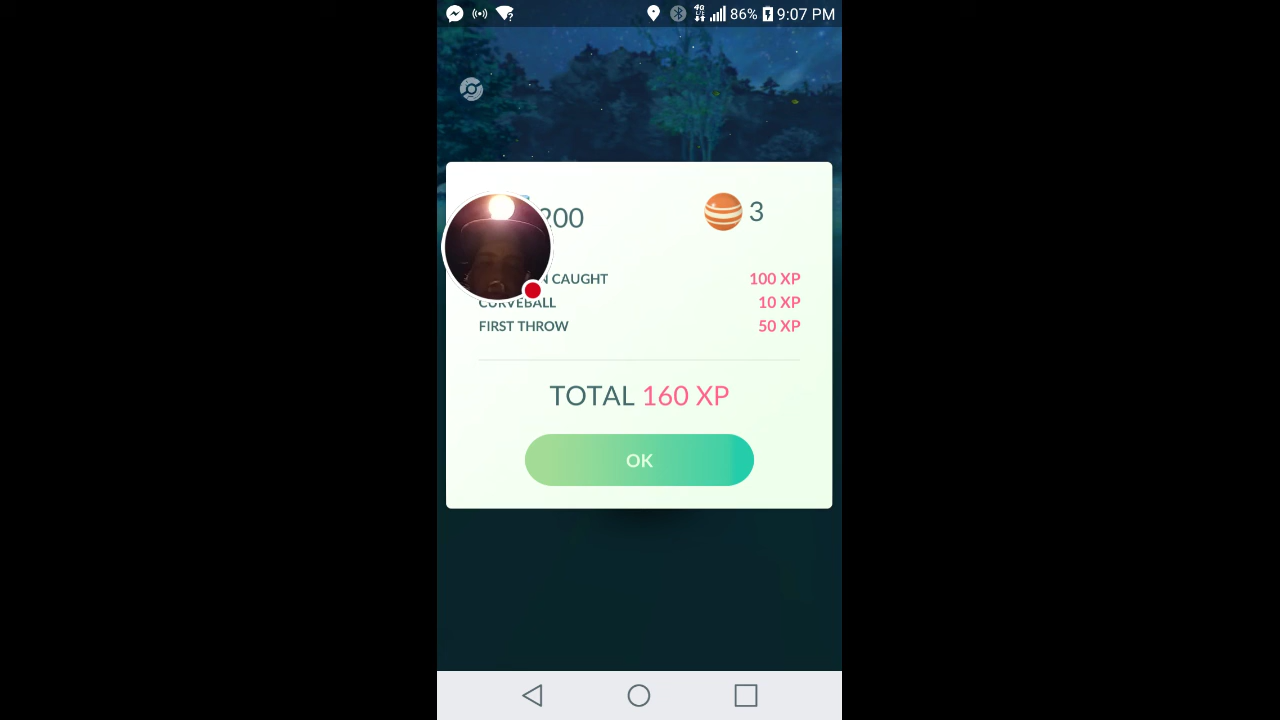 86% 9:07 PM
200 3
CAUGHT 100 XP
CURVEBALL 10 XP
FIRST THROW 50 XP
TOTAL 160 XP
OK